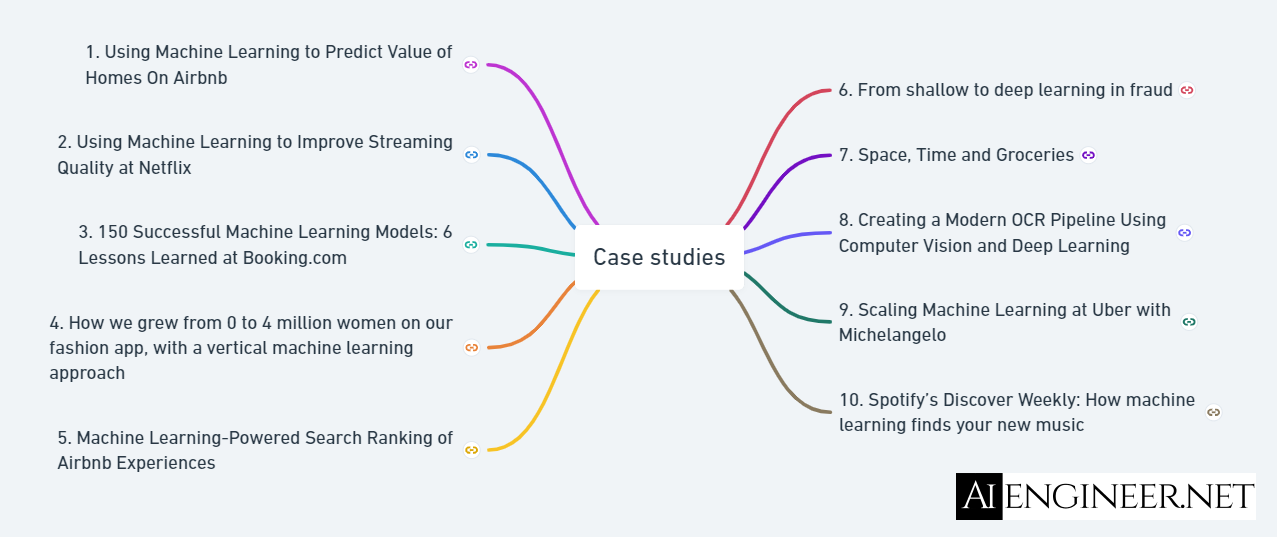 1. Using Machine Learning to Predict Value of
Homes On Airbnb
2. Using Machine Learning to Improve Streaming
Quality at Netflix
3. 150 Successful Machine Learning Models: 6
Lessons Learned at Booking.com
4. How we grew from 0 to 4 million women on our
fashion app, with a vertical machine learning
approach
5. Machine Learning-Powered Search Ranking of
Airbnb Experiences
Case studies
6. From shallow to deep learning in fraud
7. Space, Time and Groceries
8. Creating a Modern OCR Pipeline Using
Computer Vision and Deep Learning
9. Scaling Machine Learning at Uber with
Michelangelo
10. Spotify’s Discover Weekly: How machine
learning finds your new music
AI ENGINEER.NET